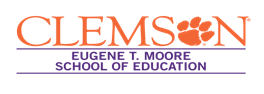 CLEMSON
EUGENE T. MOORE
SCHOOL OF EDUCATION